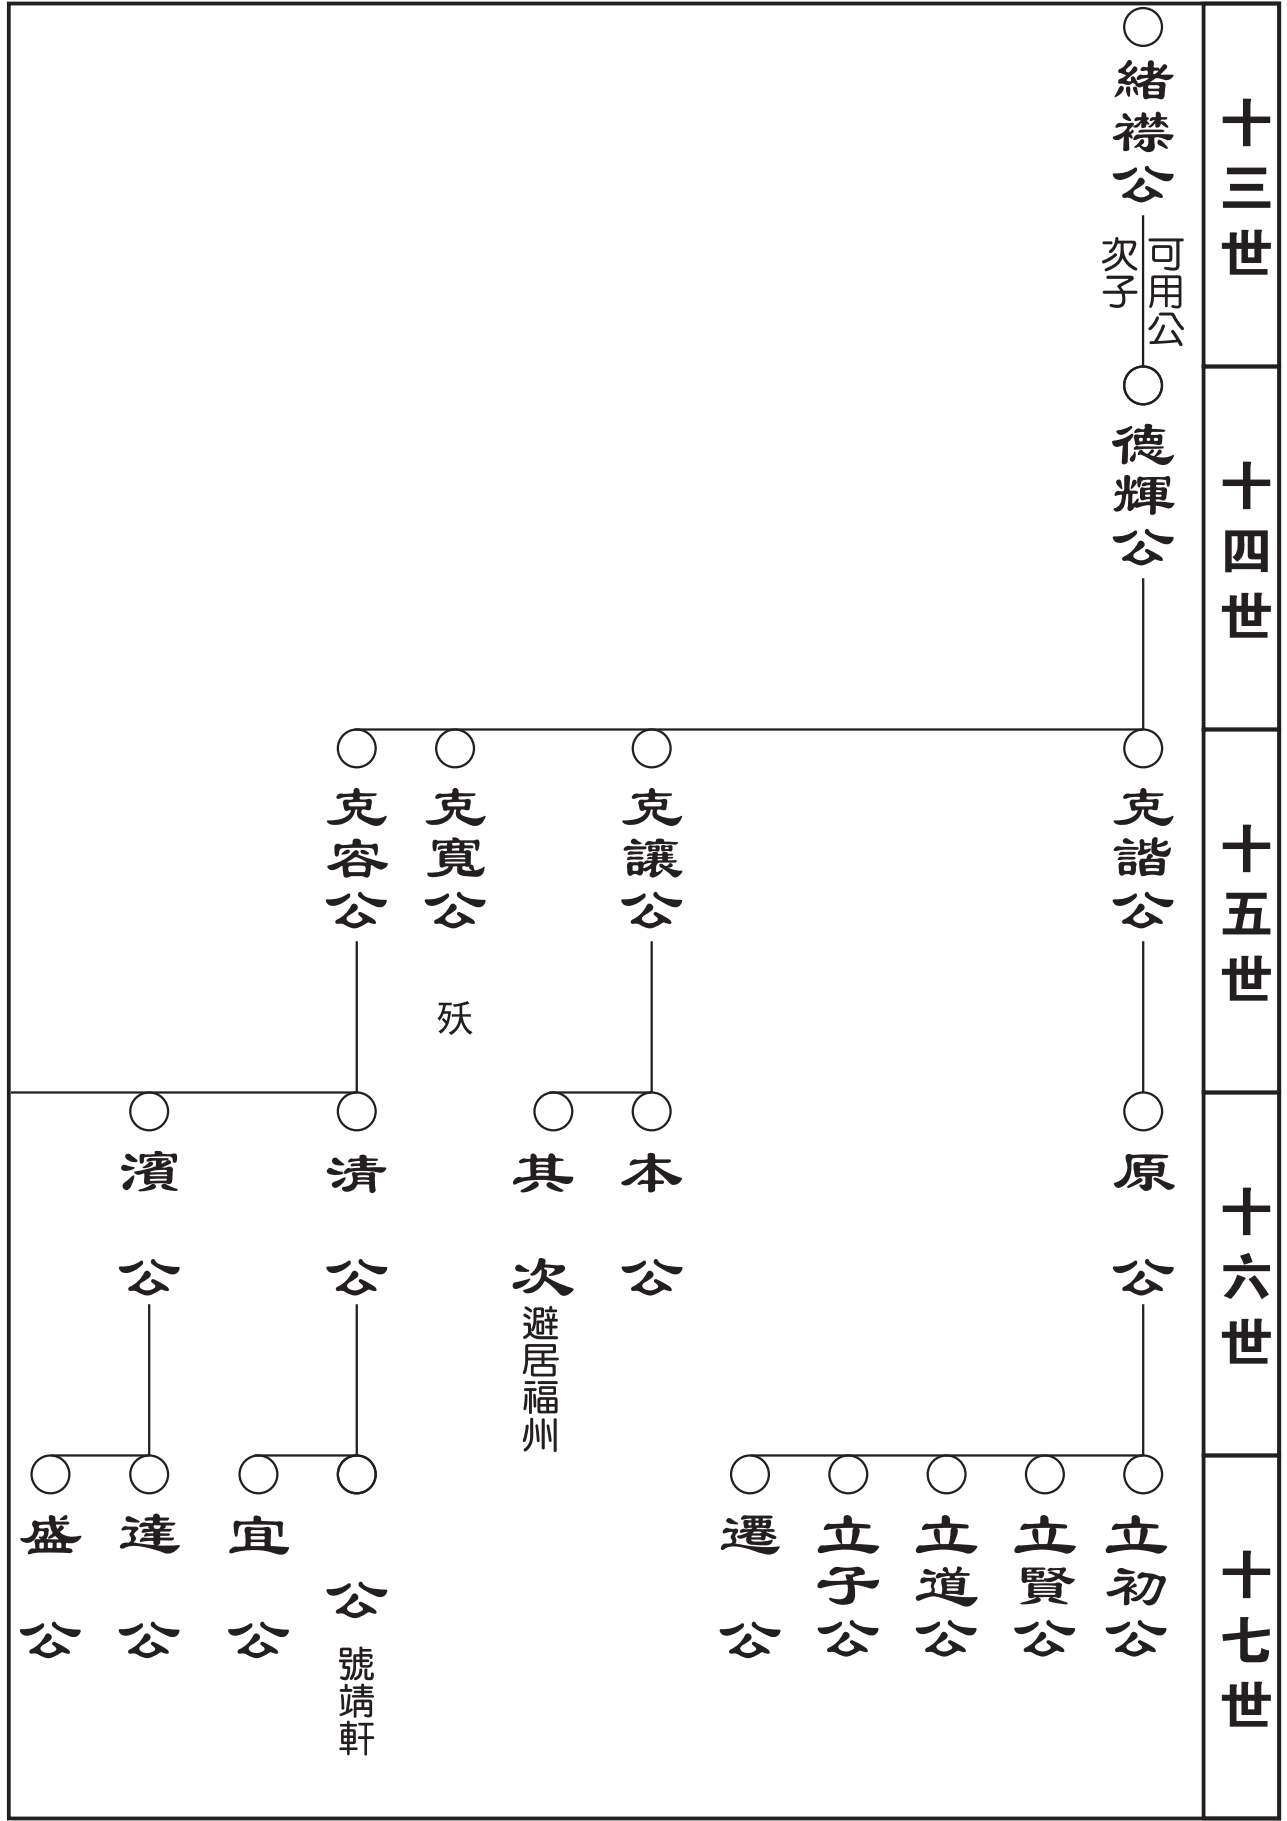 十三世
緒襟公
可用公
次子
十四世
德輝公
十五世
克諧公
克讓公
克寬公
殀
克容公
十六世
原公
本公
其次
避居福州
清公
濱公
十七世
立初公
立賢公
立道公
立子公
遷公
公
號靖軒
宜公
達公
盛公